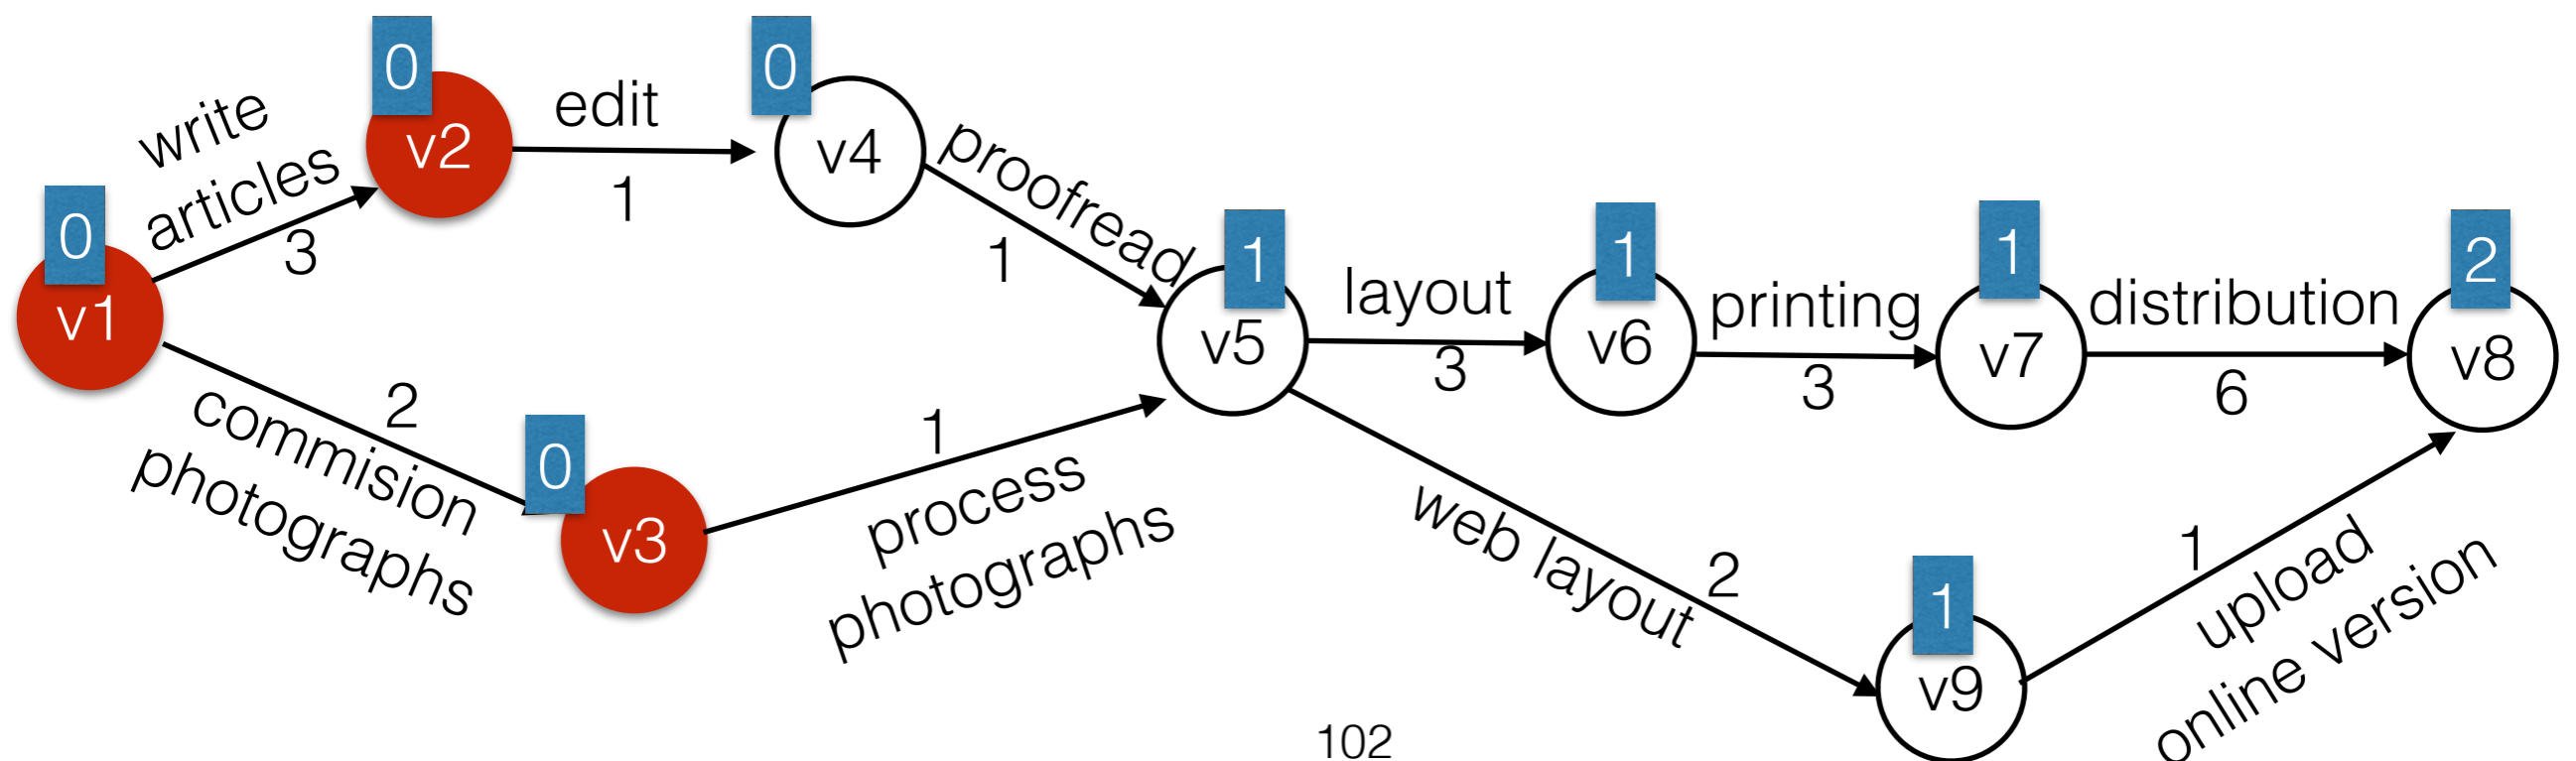 0
v1
write
articles
3
0
v2
edit
1
0
v4
proofread
1
2
commision
photographs
0
v3
1
process
photographs
1
v5
layout
3
1
v6
printing
3
1
v7
distribution
6
2
v8
web layout
2
1
v9
1
upload
online version
102